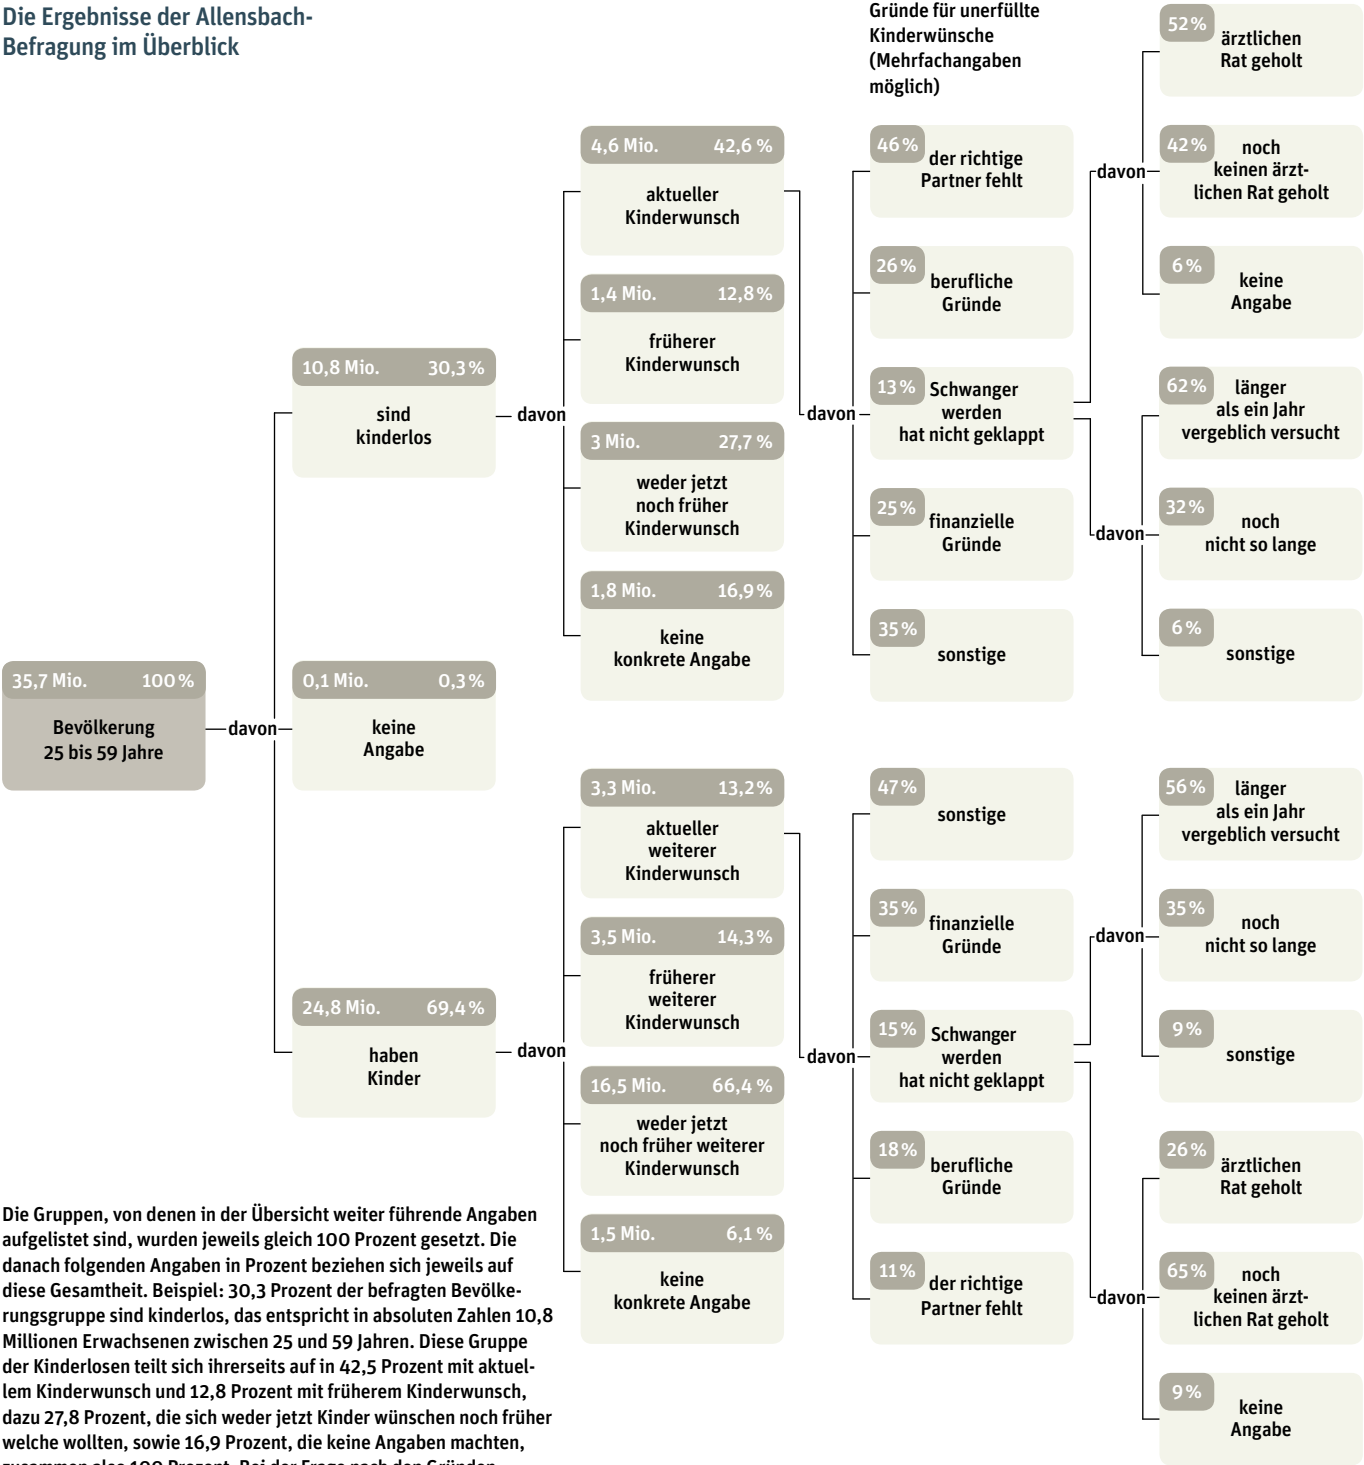 Die Ergebnisse der Allensbach-
Befragung im Überblick
35,7 Mio. 100 %
Bevölkerung
25 bis 59 Jahre
davon
10,8 Mio. 30,3 %
sind
kinderlos
0,1 Mio. 0,3 %
keine
Angabe
24,8 Mio. 69,4 %
haben
Kinder
davon
4,6 Mio. 42,6 %
aktueller
Kinderwunsch
1,4 Mio. 12,8 %
früherer
Kinderwunsch
3 Mio. 27,7 %
weder jetzt
noch früher
Kinderwunsch
1,8 Mio. 16,9 %
keine
konkrete Angabe
davon
3,3 Mio. 13,2 %
aktueller
weiterer
Kinderwunsch
3,5 Mio. 14,3 %
früherer
weiterer
Kinderwunsch
16,5 Mio. 66,4 %
weder jetzt
noch früher weiterer
Kinderwunsch
1,5 Mio. 6,1 %
keine
konkrete Angabe
Gründe für unerfüllte
Kinderwünsche
(Mehrfachangaben
möglich)
davon
46 %
der richtige
Partner fehlt
26 %
berufliche
Gründe
13 %
Schwanger
werden
hat nicht geklappt
25 %
finanzielle
Gründe
35 %
sonstige
davon
52 %
ärztlichen
Rat geholt
42 %
noch
keinen ärzt-
lichen Rat geholt
6 %
keine
Angabe
davon
62 %
länger
als ein Jahr
vergeblich versucht
32 %
noch
nicht so lange
6 %
sonstige
davon
47 %
sonstige
35 %
finanzielle
Gründe
15 %
Schwanger
werden
hat nicht geklappt
18 %
berufliche
Gründe
11 %
der richtige
Partner fehlt
davon
56 %
länger
als ein Jahr
vergeblich versucht
35 %
noch
nicht so lange
9 %
sonstige
davon
26 %
ärztlichen
Rat geholt
65 %
noch
keinen ärzt-
lichen Rat geholt
9 %
keine
Angabe
Die Gruppen, von denen in der Übersicht weiter führende Angaben
aufgelistet sind, wurden jeweils gleich 100 Prozent gesetzt. Die
danach folgenden Angaben in Prozent beziehen sich jeweils auf
diese Gesamtheit. Beispiel: 30,3 Prozent der befragten Bevölke-
rungsgruppe sind kinderlos, das entspricht in absoluten Zahlen 10,8
Millionen Erwachsenen zwischen 25 und 59 Jahren. Diese Gruppe
der Kinderlosen teilt sich ihrerseits auf in 42,5 Prozent mit aktuel-
lem Kinderwunsch und 12,8 Prozent mit früherem Kinderwunsch,
dazu 27,8 Prozent, die sich weder jetzt Kinder wünschen noch früher
welche wollten, sowie 16,9 Prozent, die keine Angaben machten,
zusammen also 100 Prozent. Bei der Frage nach den Gründen